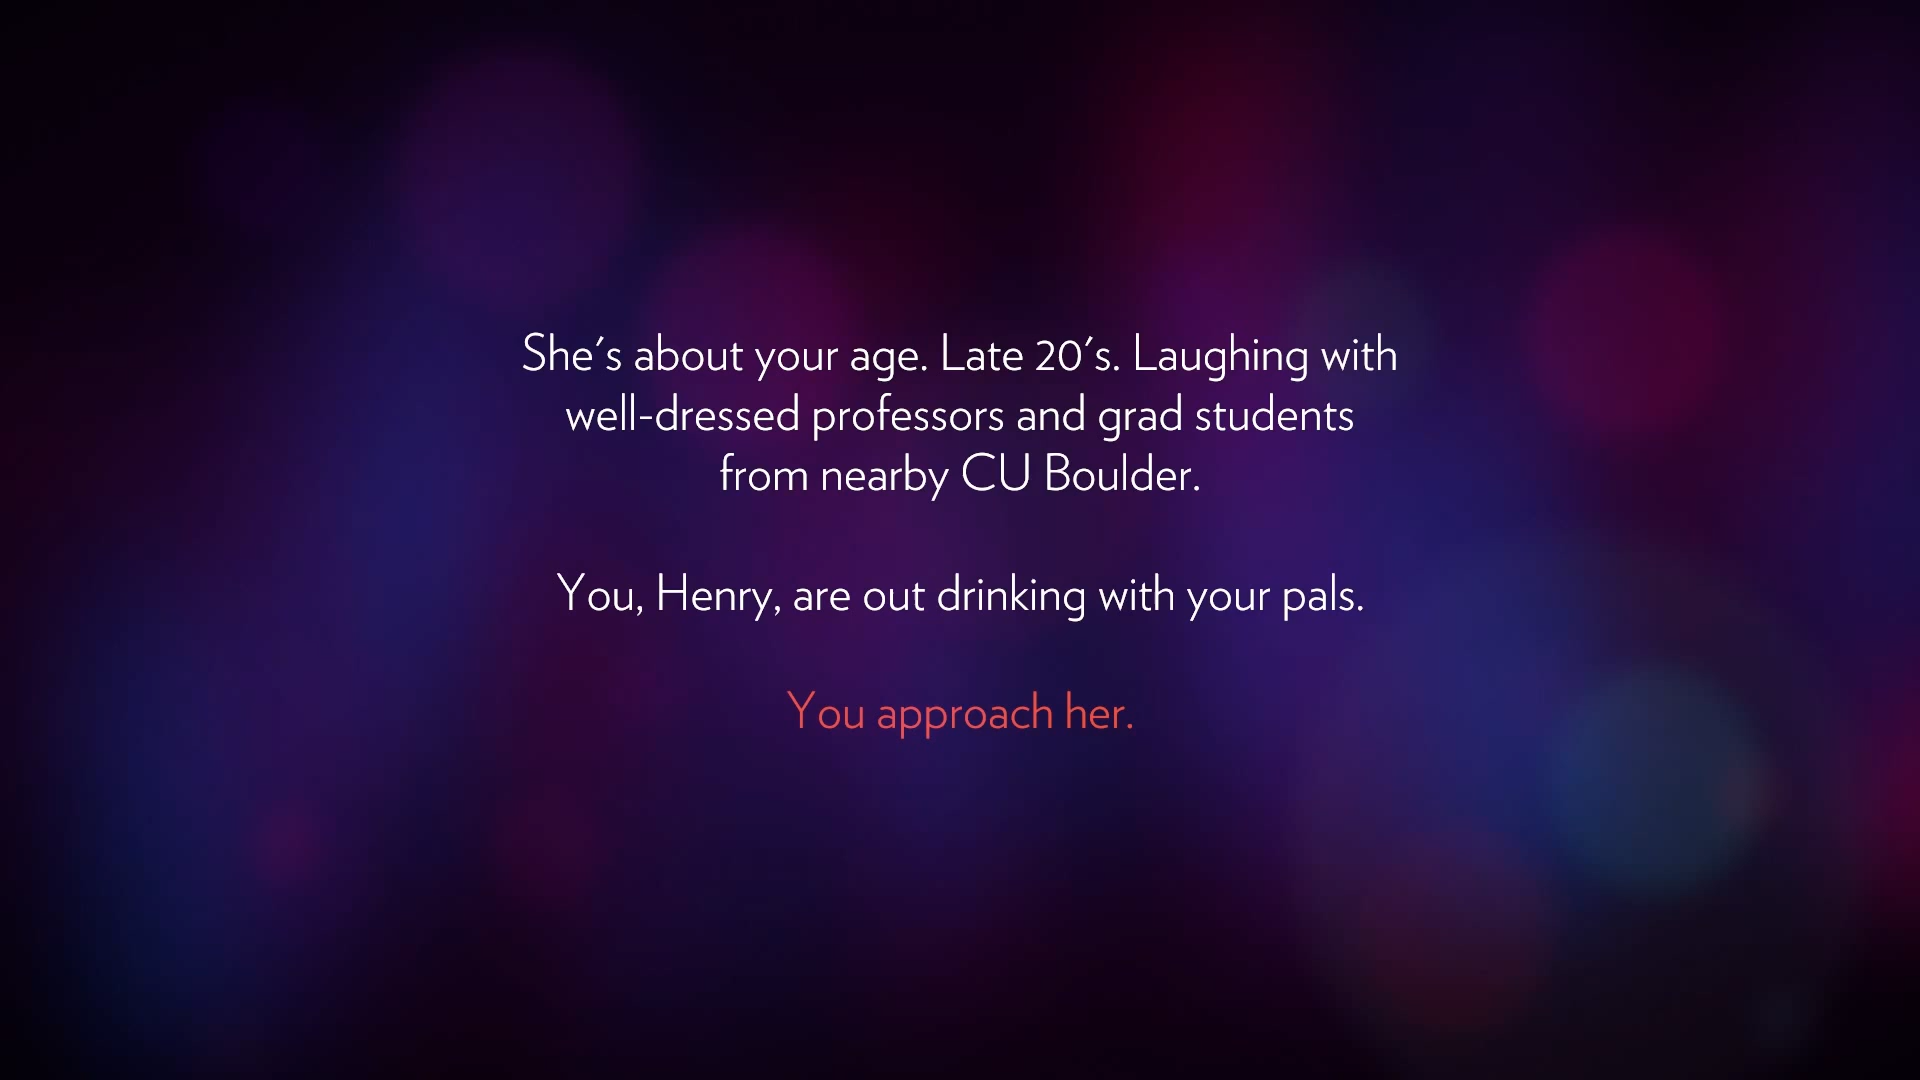 She's about your age. Late 20's. Laughing with
well-dressed professors and grad students
from nearby CU Boulder.
You, Henry, are out drinking with your pals.
You approach her.